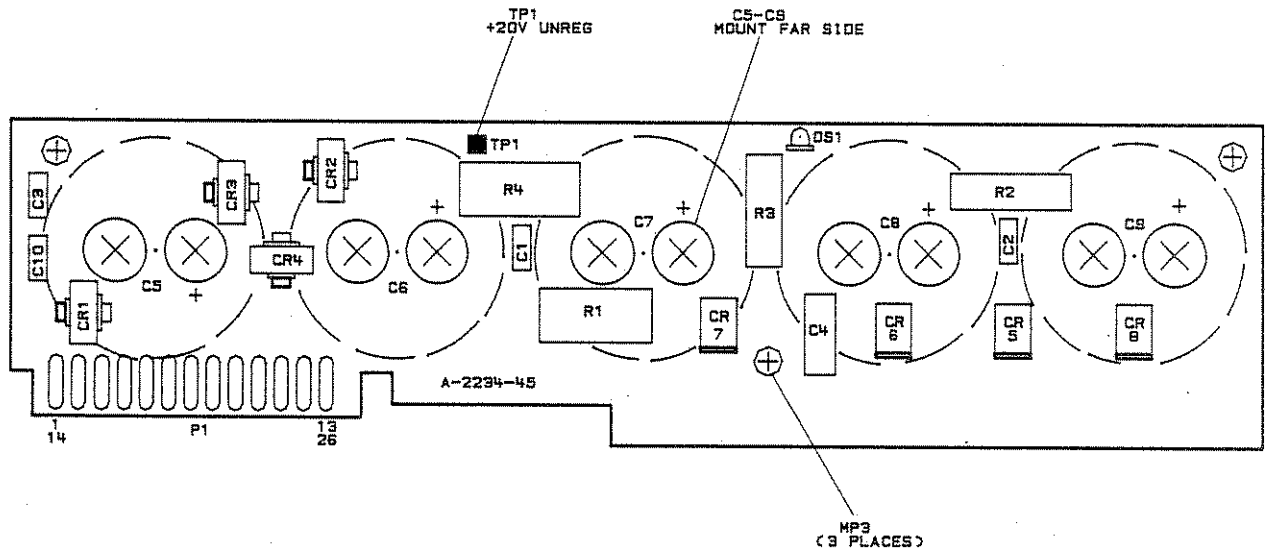 TP1
+20V UNREG
C5-C9
MOUNT FAR SIDE
TP1
DS1
C3
CR3
CR2
R4
R3
R2
C10
C5
+
CR4
C6
+
C1
C7
+
C8
+
C2
C9
+
CR1
R1
CR
7
C4
CR
6
CR
5
CR
8
A-2234-45
1
14
P1
13
26
MP3
(3 PLACES)